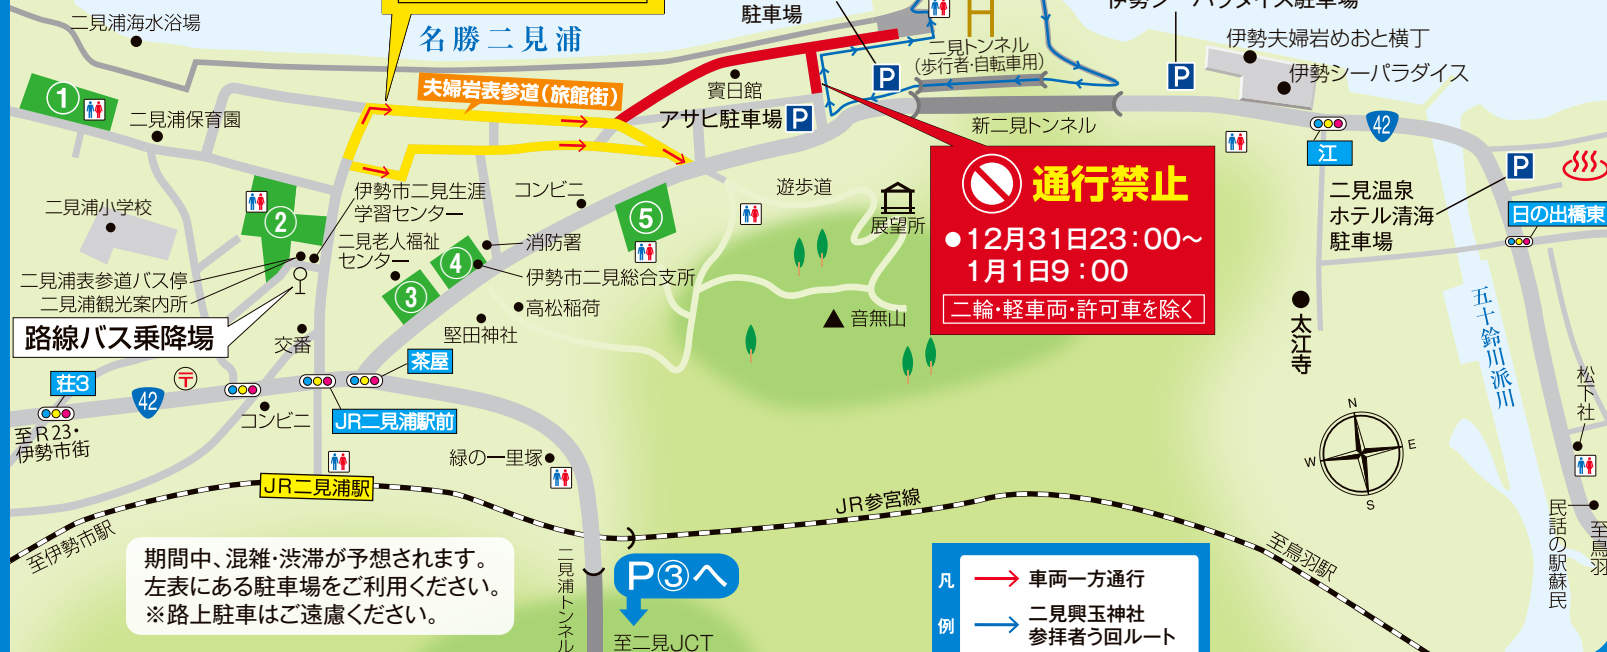 駐車場
二見浦海水浴場
名勝二見浦
H
二見トンネル
(歩行者・自転車用)
伊勢夫婦岩めおと横丁
伊勢シーパラダイス
P
P
①
夫婦岩表参道(旅館街)
賓日館
アサヒ駐車場
P
新二見トンネル
42
江
P
二見浦保育園
通行禁止
●12月31日23:00~
1月1日9:00
二輪・軽車両・許可車を除く
二見温泉
ホテル清海
駐車場
日の出橋東
伊勢市二見生涯
学習センター
コンビニ
遊歩道
展望所
二見浦小学校
②
⑤
二見老人福祉
センター
消防署
④
伊勢市二見総合支所
二見浦表参道バス停
二見浦観光案内所
③
高松稲荷
音無山
路線バス乗降場
交番
堅田神社
太江寺
五十鈴川派川
茶屋
荘3
〒
42
コンビニ
JR二見浦駅前
至R23・
伊勢市街
松下社
N
E
W
S
緑の一里塚
JR二見浦駅
JR参宮線
至伊勢市駅
至鳥羽駅
民話の駅蘇民
至鳥羽
期間中、混雑・渋滞が予想されます。
左表にある駐車場をご利用ください。
※路上駐車はご遠慮ください。
二見浦トンネル
P③へ
至二見JCT
凡例
車両一方通行
二見興玉神社
参拝者う回ルート